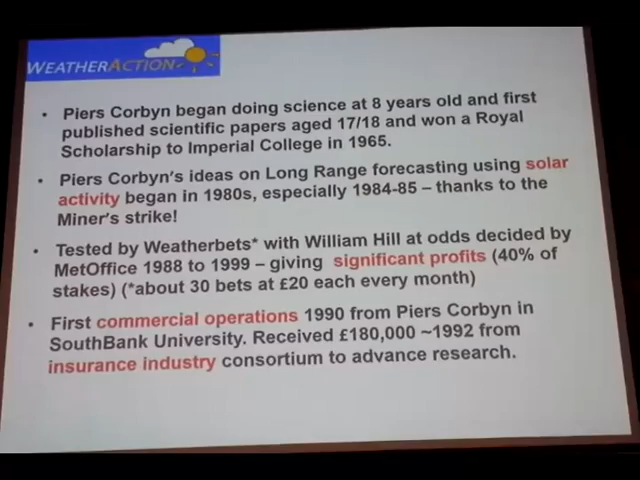 WEATHERACTION
• Piers Corbyn began doing science at 8 years old and first
published scientific papers aged 17/18 and won a Royal
Scholarship to Imperial College in 1965.
• Piers Corbyn's ideas on Long Range forecasting using solar
activity began in 1980s, especially 1984-85 – thanks to the
Miner's strike!
• Tested by Weatherbets* with William Hill at odds decided by
MetOffice 1988 to 1999 – giving significant profits (40% of
stakes) (*about 30 bets at £20 each every month)
• First commercial operations 1990 from Piers Corbyn in
SouthBank University. Received £180,000 ~1992 from
insurance industry consortium to advance research.